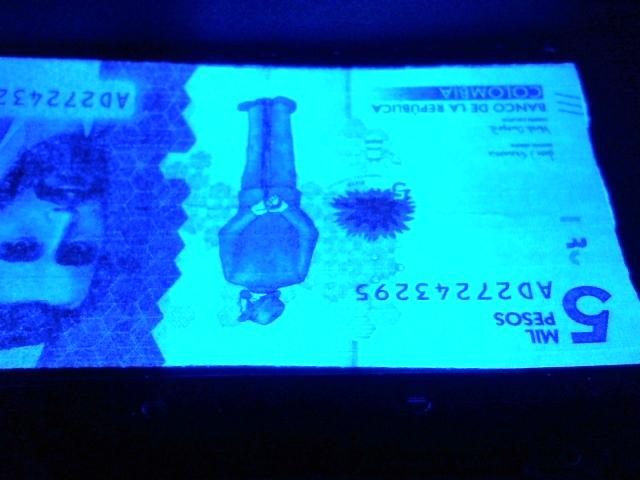 5
MIL
PESOS
AD27243295
BANCO DE LA REPÚBLICA
COLOMBIA
AD272432